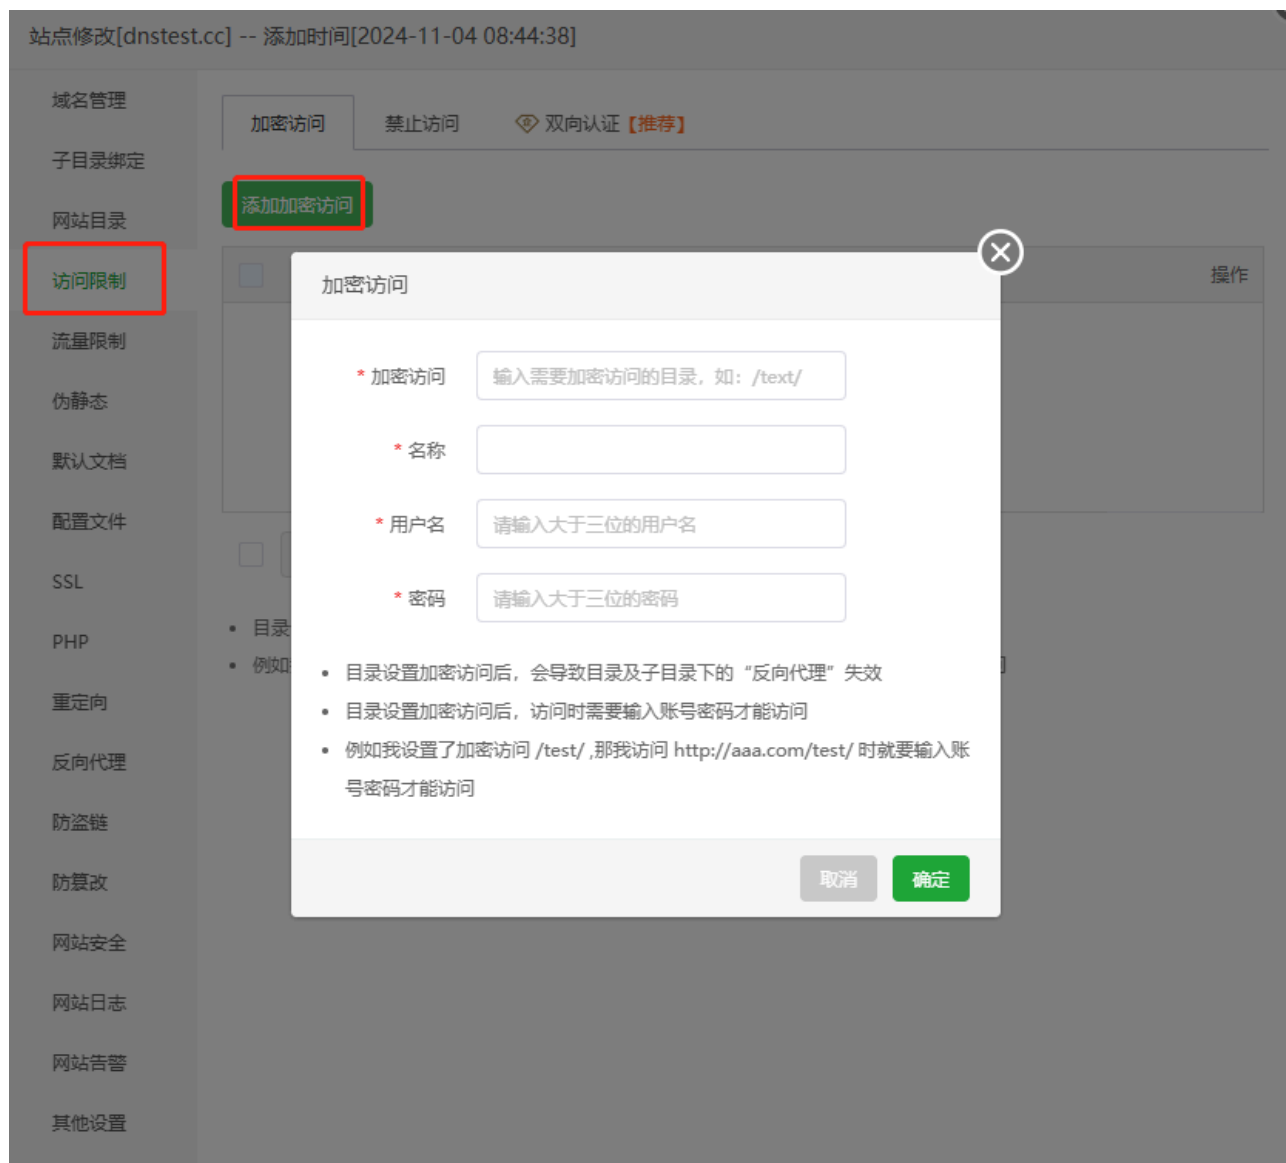 站点修改[dnstest.cc] -- 添加时间[2024-11-04 08:44:38]
域名管理
子目录绑定
网站目录
访问限制
流量限制
伪静态
默认文档
配置文件
SSL
PHP
重定向
反向代理
防盗链
防篡改
网站安全
网站日志
网站告警
其他设置
加密访问
禁止访问
双向认证【推荐】
添加加密访问
操作
目录
例如
加密访问
* 加密访问
输入需要加密访问的目录，如：/text/
* 名称
* 用户名
请输入大于三位的用户名
* 密码
请输入大于三位的密码
• 目录设置加密访问后，会导致目录及子目录下的“反向代理”失效
• 目录设置加密访问后，访问时需要输入账号密码才能访问
• 例如我设置了加密访问 /test/ ,那我访问 http://aaa.com/test/ 时就要输入账
号密码才能访问
取消
确定